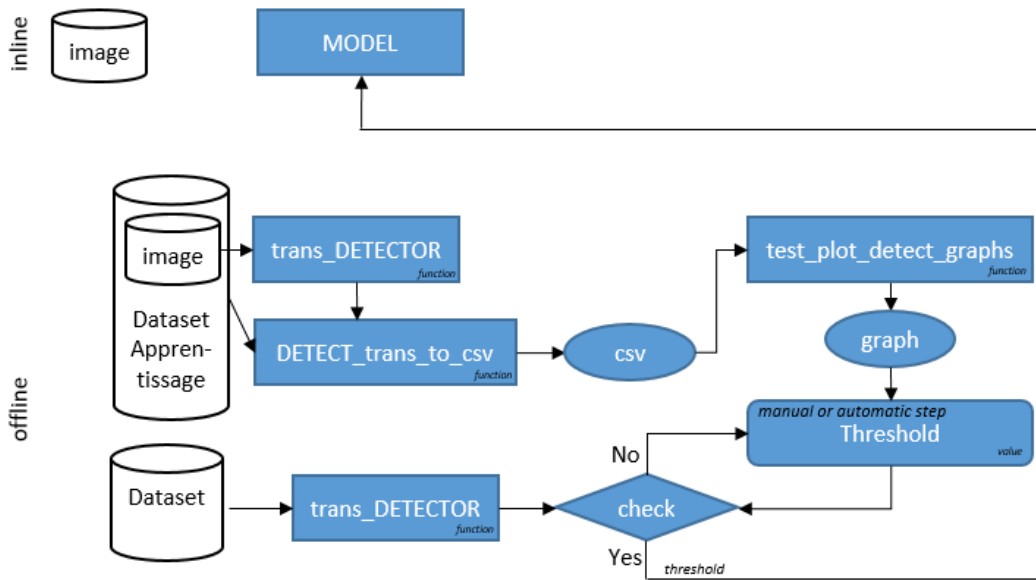 inline
image
MODEL
offline
image
Dataset
Appren-
tissage
trans_DETECTOR
function
DETECT_trans_to_csv
function
csv
test_plot_detect_graphs
function
graph
manual or automatic step
Threshold
value
Dataset
trans_DETECTOR
function
check
No
Yes
threshold